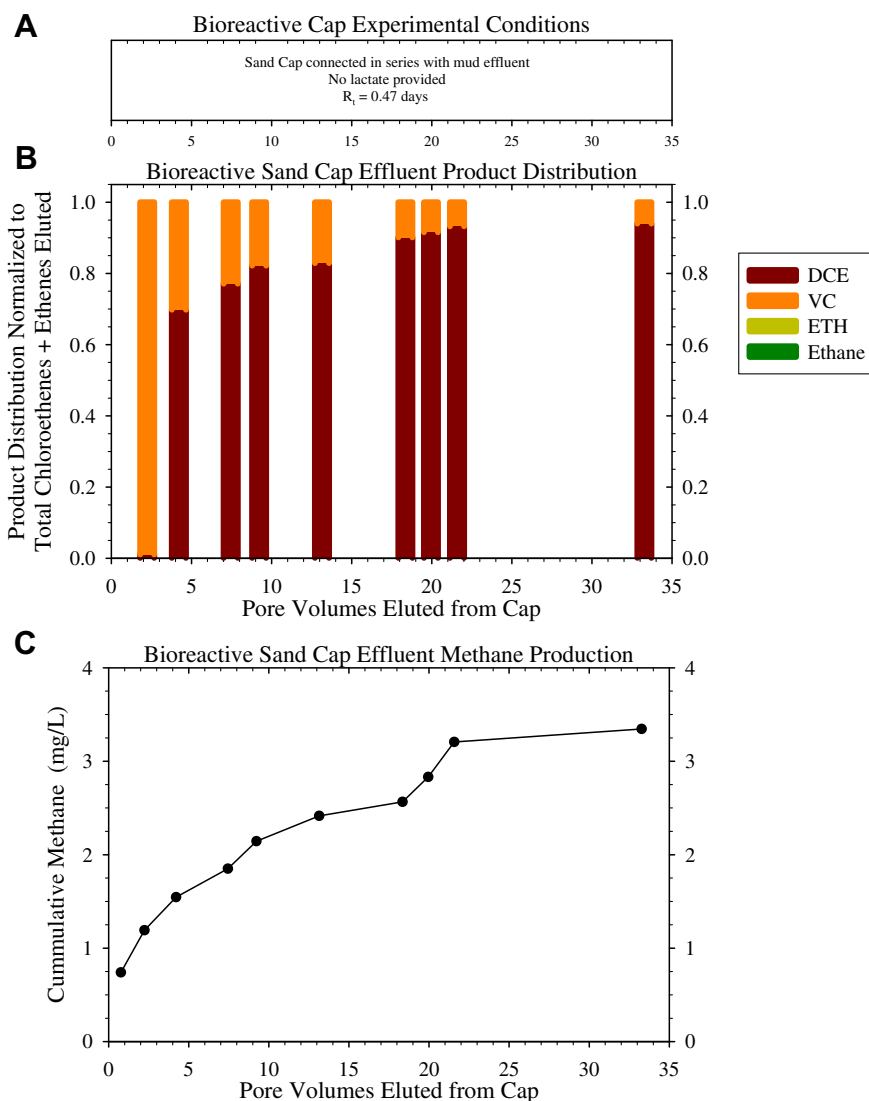 A
Bioreactive Cap Experimental Conditions
Sand Cap connected in series with mud effluent
No lactate provided
Rt = 0.47 days
0 5 10 15 20 25 30 35
B
Bioreactive Sand Cap Effluent Product Distribution
Product Distribution Normalized to
Total Chloroethenes + Ethenes Eluted
1.0 1.0
0.8 0.8
0.6 0.6
0.4 0.4
0.2 0.2
0.0 0.0
0 5 10 15 20 25 30 35
Pore Volumes Eluted from Cap
DCE
VC
ETH
Ethane
C
Bioreactive Sand Cap Effluent Methane Production
Cummulative Methane (mg/L)
4 4
3 3
2 2
1 1
0 0
0 5 10 15 20 25 30 35
Pore Volumes Eluted from Cap